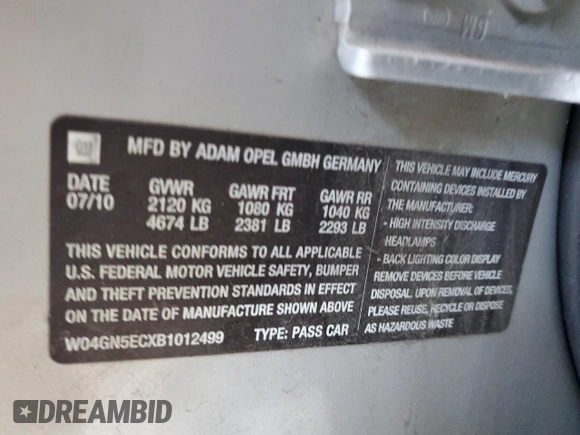 GM
MFD BY ADAM OPEL GMBH GERMANY
DATE GVWR GAWR FRT GAWR RR
07/10 2120 KG 1080 KG 1040 KG
4674 LB 2381 LB 2293 LB
THIS VEHICLE CONFORMS TO ALL APPLICABLE
U.S. FEDERAL MOTOR VEHICLE SAFETY, BUMPER
AND THEFT PREVENTION STANDARDS IN EFFECT
ON THE DATE OF MANUFACTURE SHOWN ABOVE
W04GN5ECXB1012499 TYPE: PASS CAR
THIS VEHICLE MAY INCLUDE MERCURY
CONTAINING DEVICES INSTALLED BY
THE MANUFACTURER:
- HIGH INTENSITY DISCHARGE
HEADLAMPS
- BACK LIGHTING COLOR DISPLAY
REMOVE DEVICES BEFORE VEHICLE
DISPOSAL. UPON REMOVAL OF DEVICES,
PLEASE REUSE, RECYCLE OR DISPOSE
AS HAZARDOUS WASTE
DREAMBID